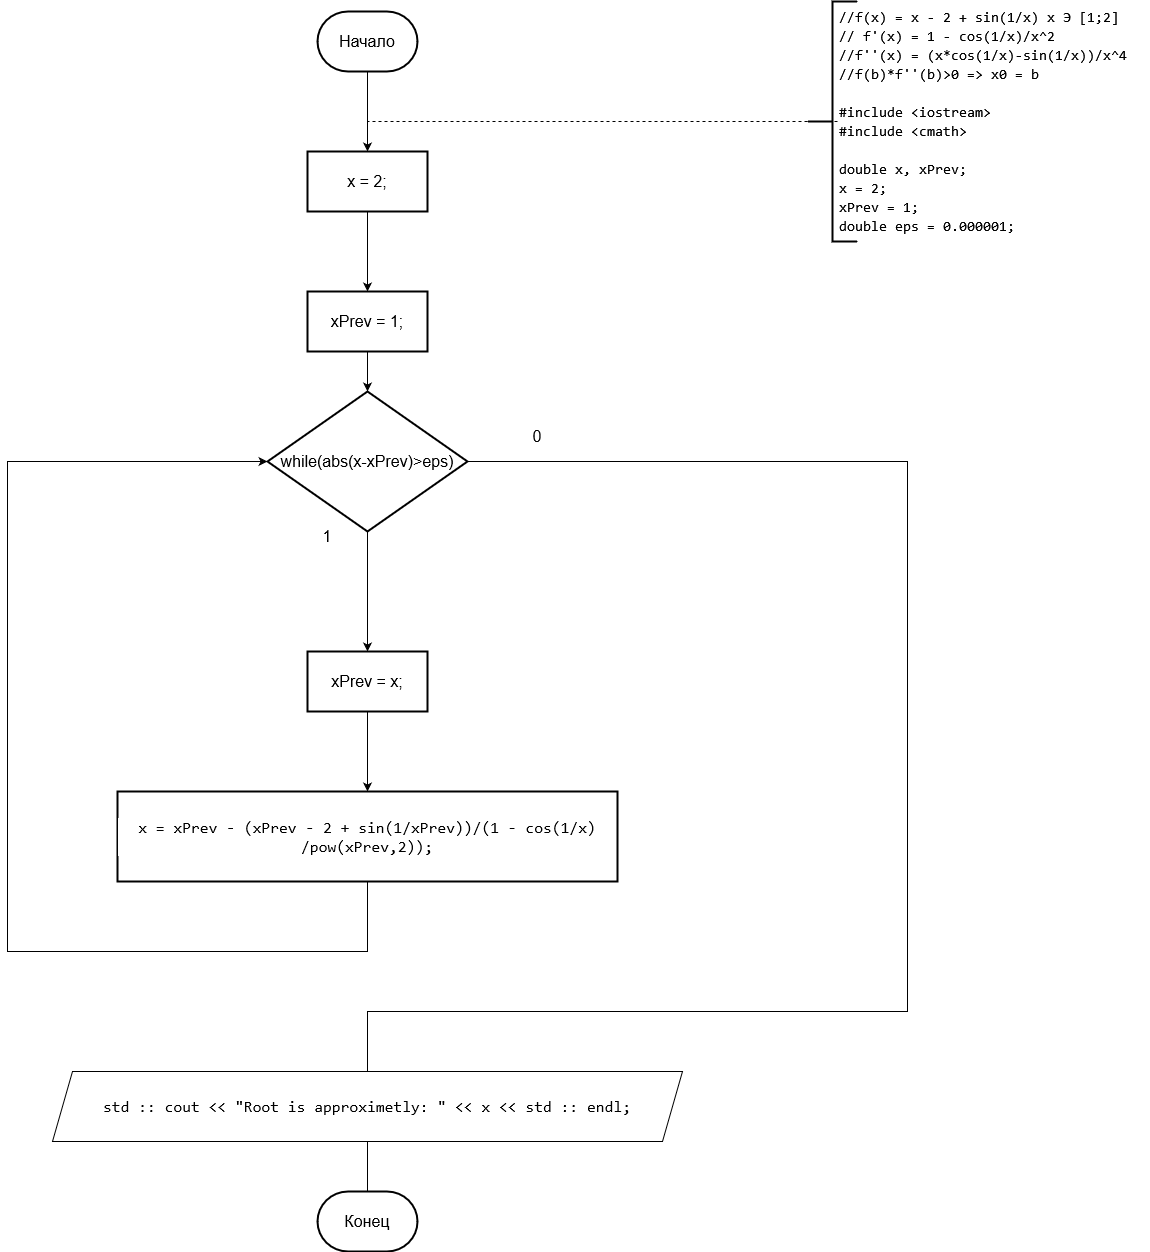 Начало
//f(x) = x - 2 + sin(1/x) x Э [1;2]
// f'(x) = 1 - cos(1/x)/x^2
//f''(x) = (x*cos(1/x)-sin(1/x))/x^4
//f(b)*f''(b)>0 => x0 = b
#include <iostream>
#include <cmath>
double x, xPrev;
x = 2;
xPrev = 1;
double eps = 0.000001;
x = 2;
xPrev = 1;
while(abs(x-xPrev)>eps)
0
1
xPrev = x;
x = xPrev - (xPrev - 2 + sin(1/xPrev))/(1 - cos(1/x)
/pow(xPrev,2));
std :: cout << "Root is approximetly: " << x << std :: endl;
Конец